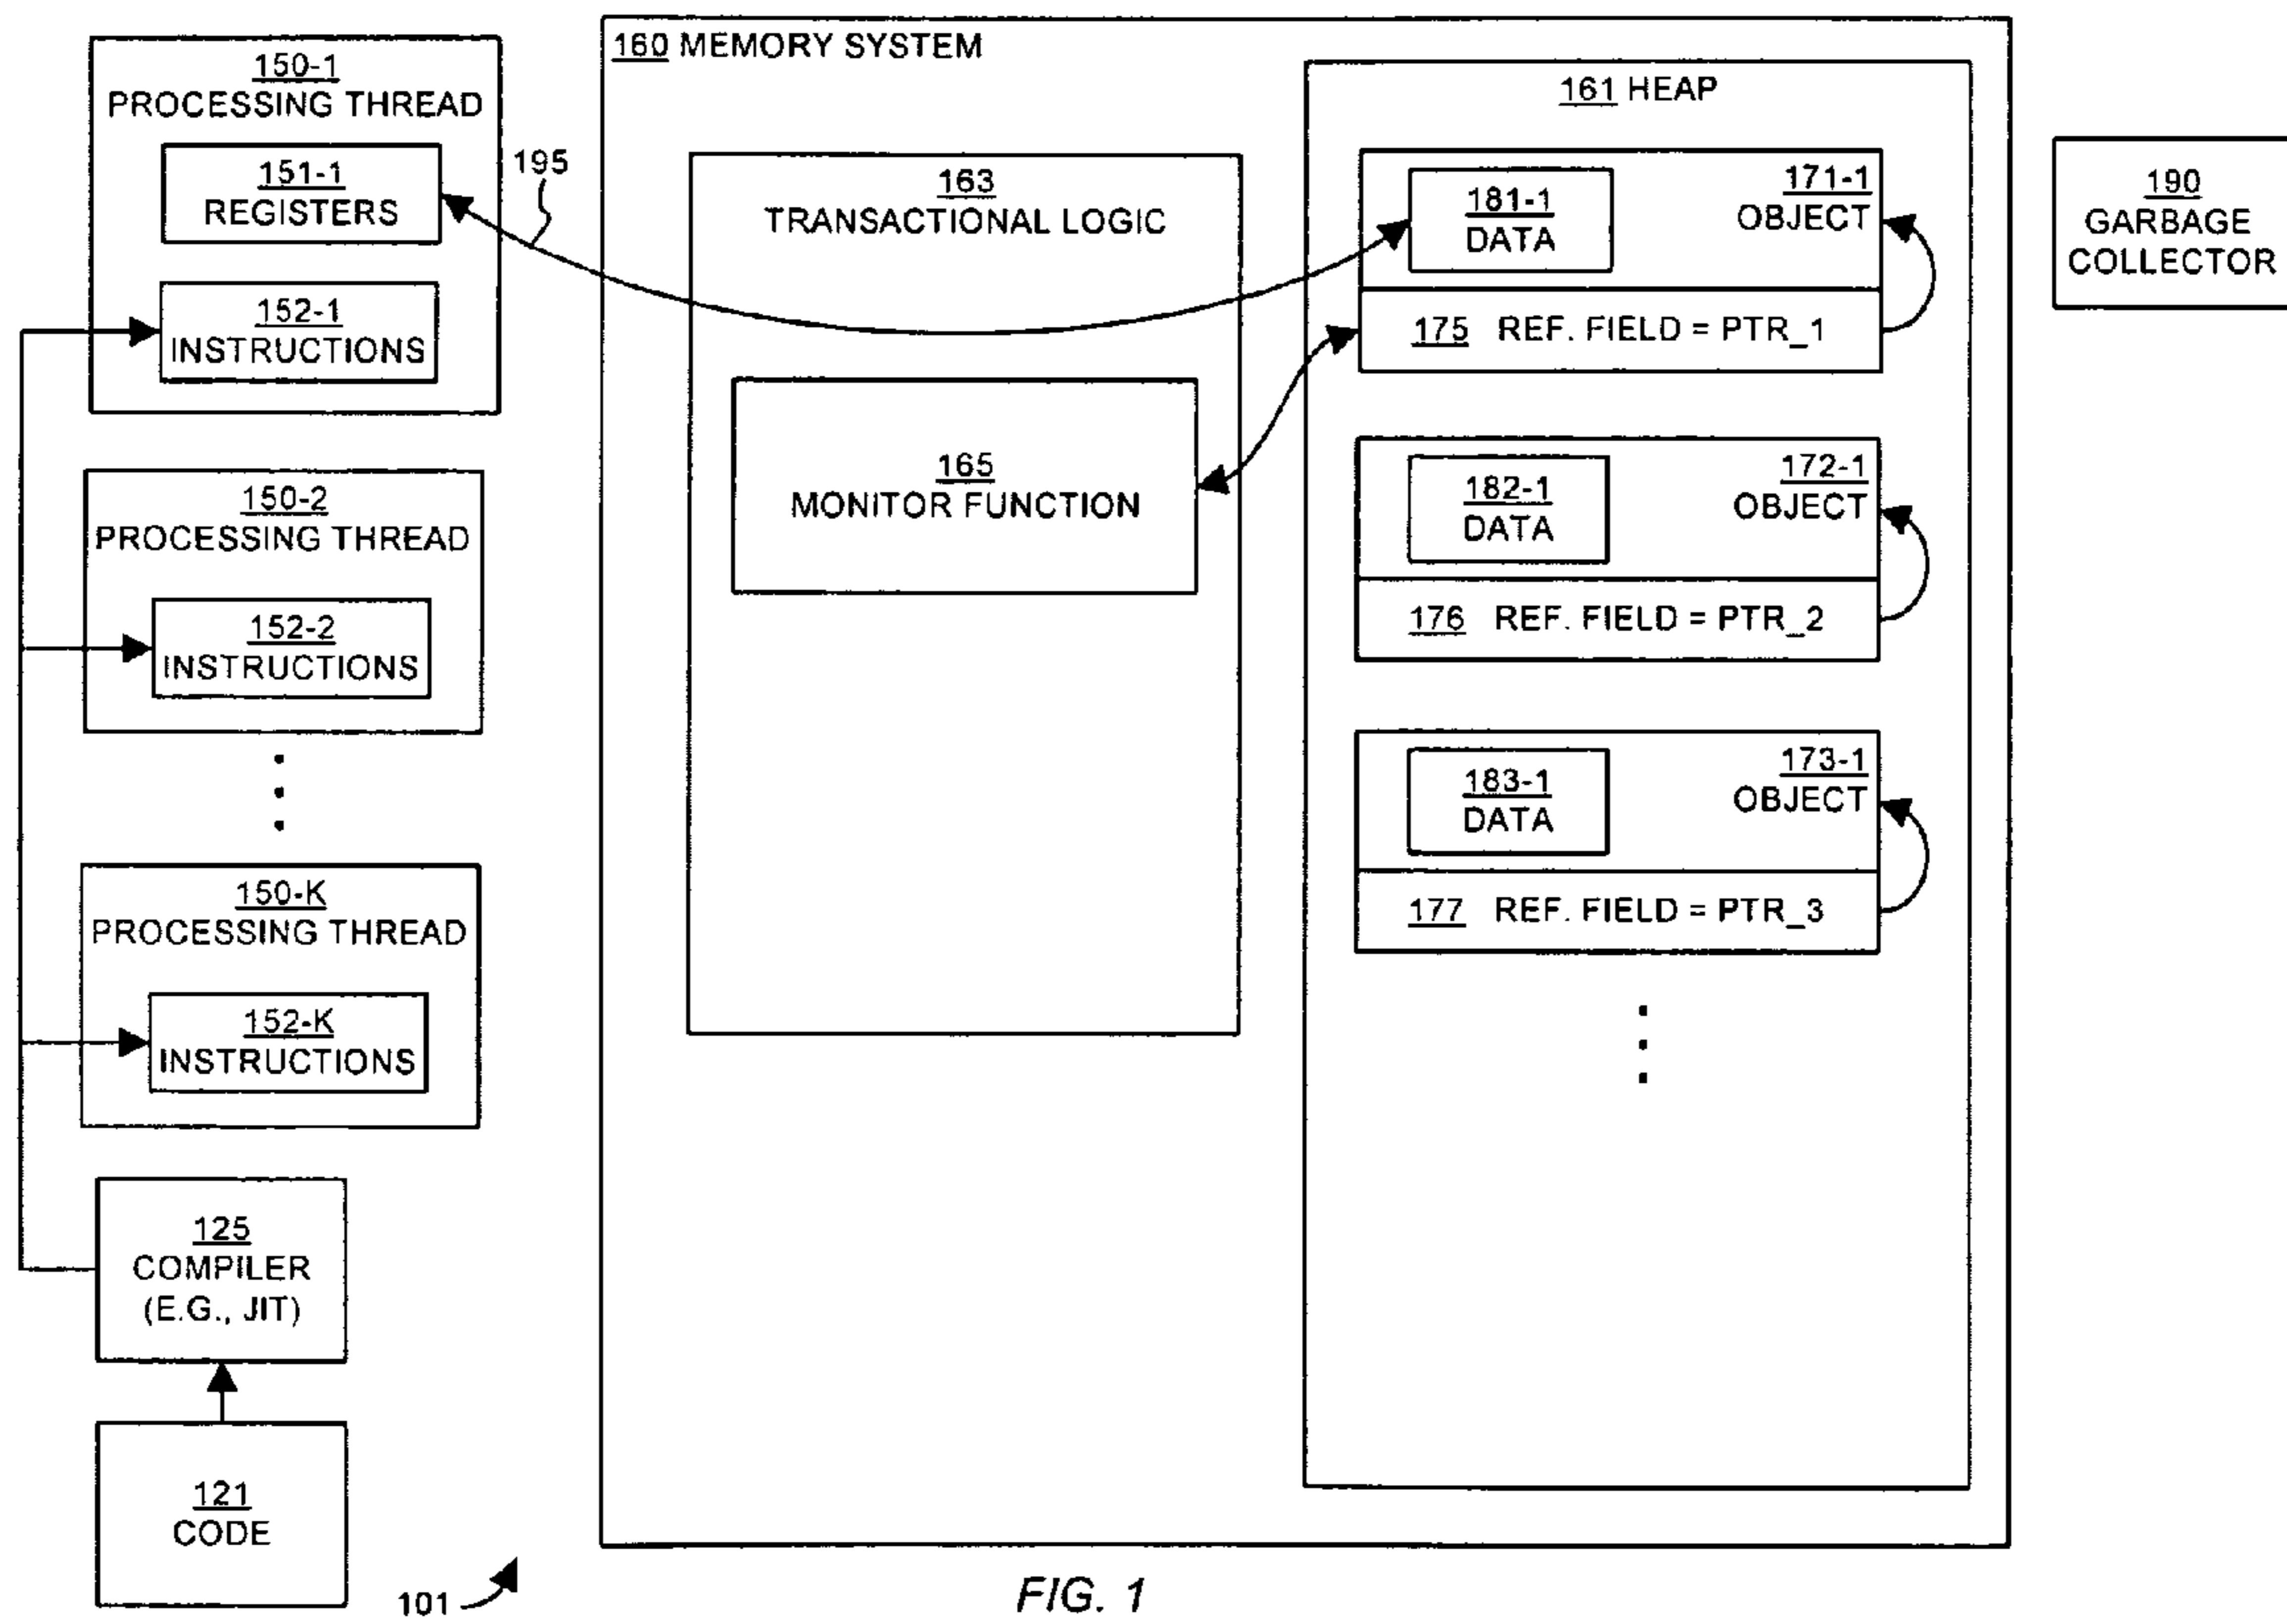 150-1
PROCESSING THREAD
151-1
REGISTERS
152-1
INSTRUCTIONS
150-2
PROCESSING THREAD
152-2
INSTRUCTIONS
150-K
PROCESSING THREAD
152-K
INSTRUCTIONS
125
COMPILER
(E.G., JIT)
121
CODE
101
195
160 MEMORY SYSTEM
163
TRANSACTIONAL LOGIC
165
MONITOR FUNCTION
161 HEAP
181-1
DATA
171-1
OBJECT
175 REF. FIELD = PTR_1
182-1
DATA
172-1
OBJECT
176 REF. FIELD = PTR_2
183-1
DATA
173-1
OBJECT
177 REF. FIELD = PTR_3
190
GARBAGE
COLLECTOR
FIG. 1